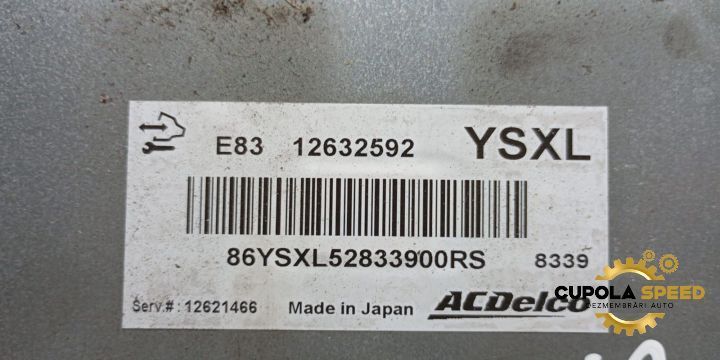 E83 12632592 YSXL
86YSXL52833900RS 8339
Serv.#: 12621466 Made in Japan ACDelco
CUPOLA SPEED
DEZMEMBRĂRI AUTO